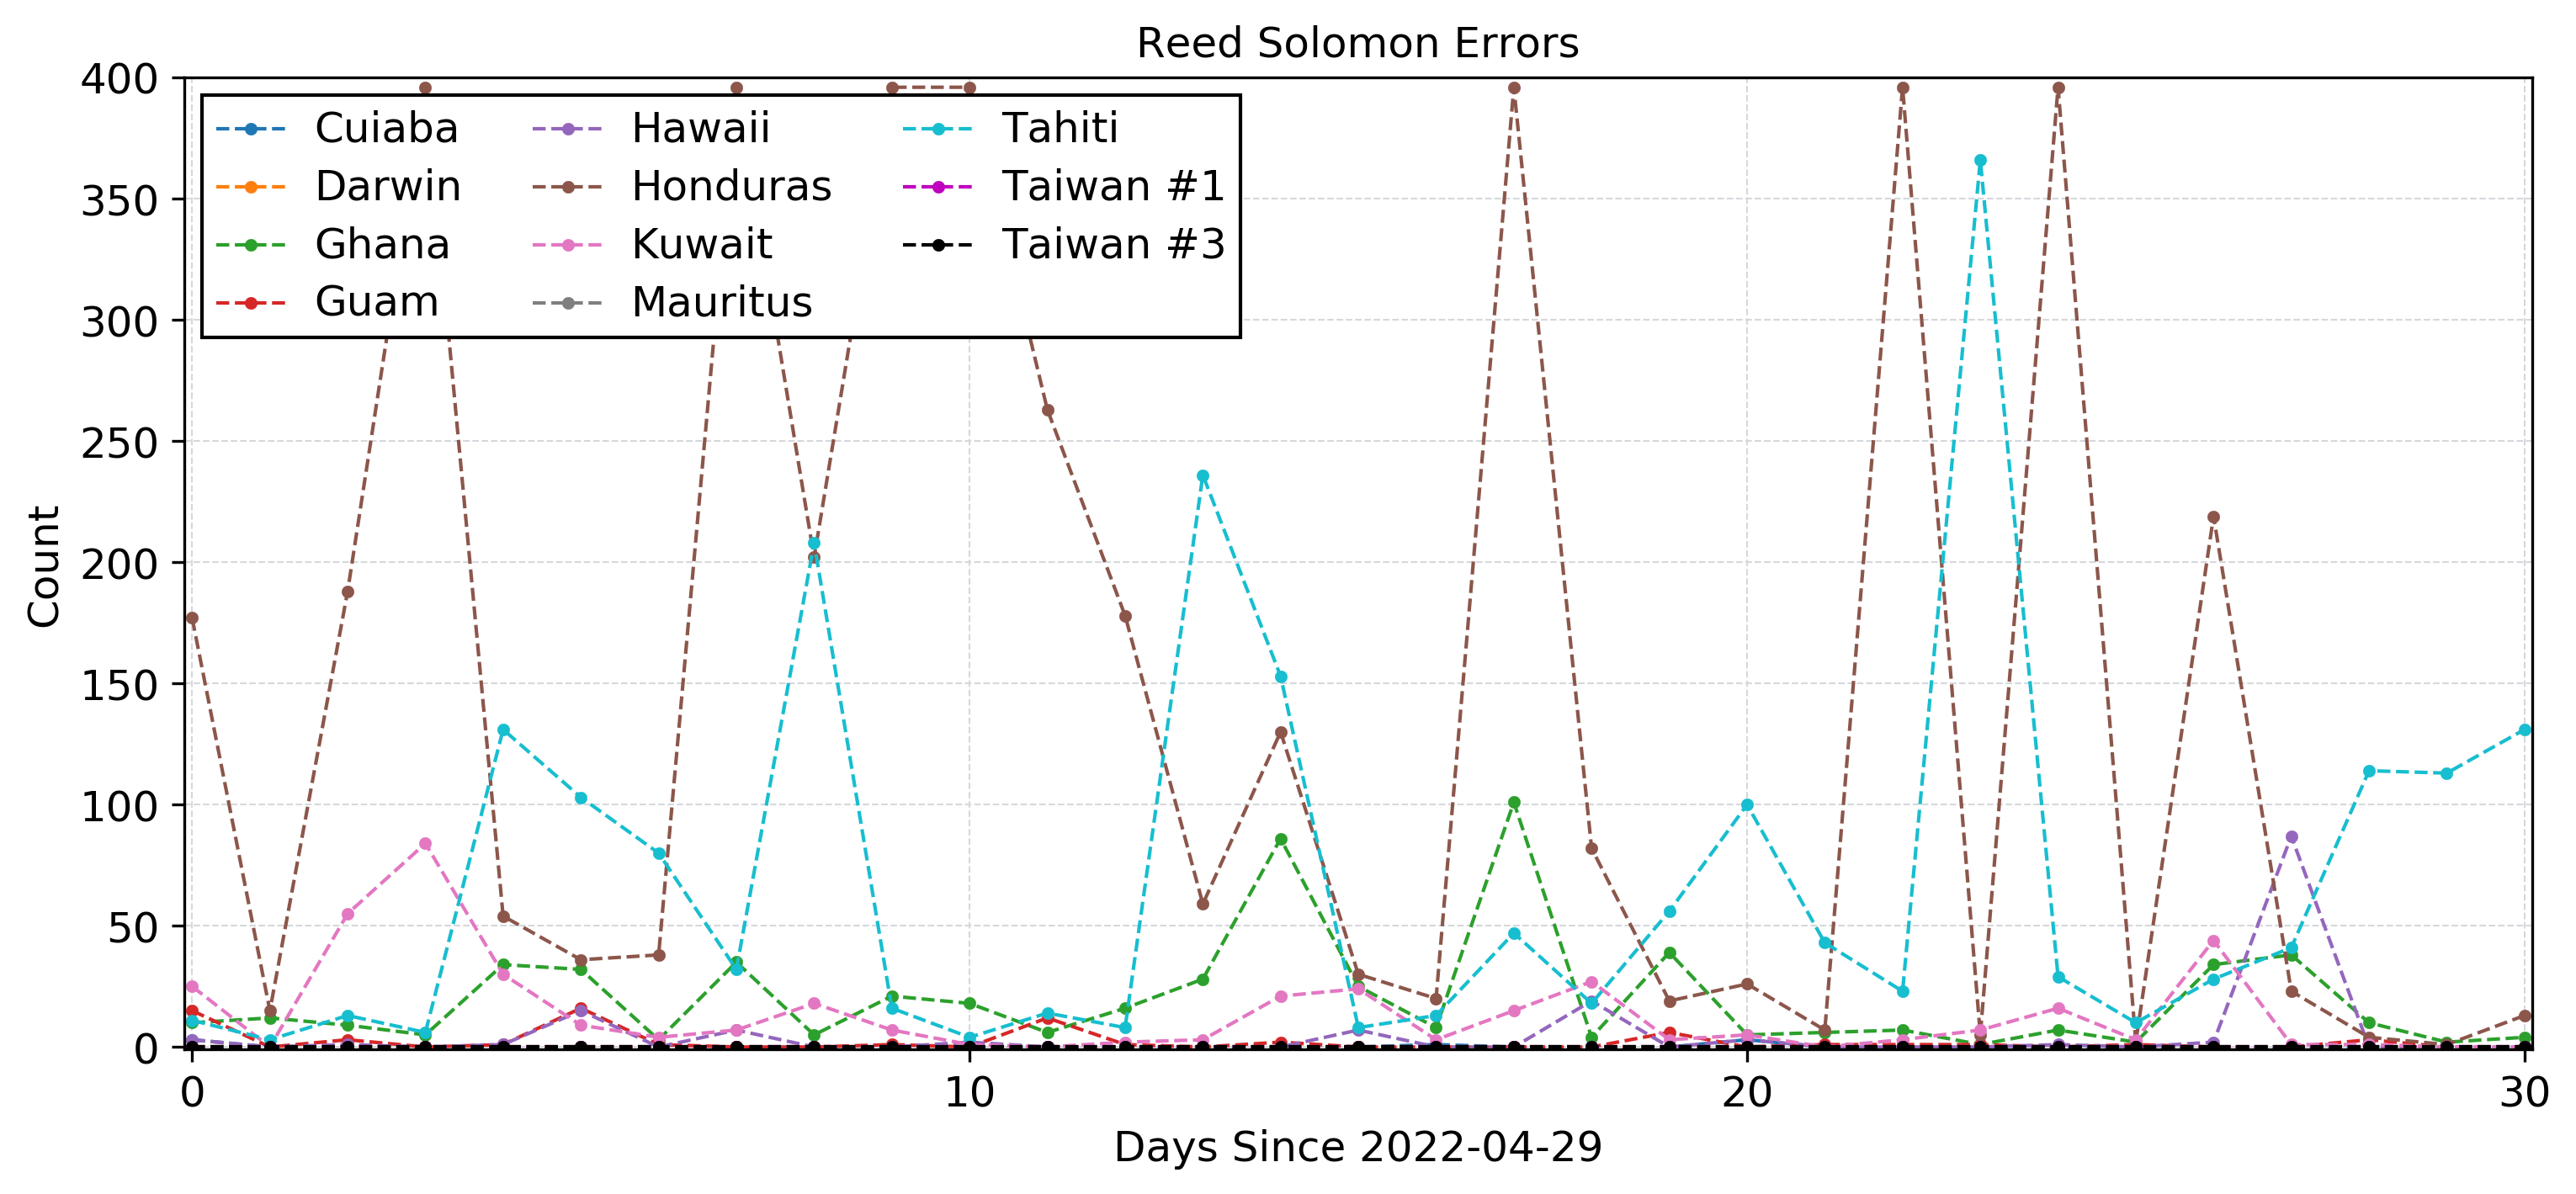 Reed Solomon Errors
400
350
300
250
200
150
100
50
0
Count
Cuiaba
Darwin
Ghana
Guam
Hawaii
Honduras
Kuwait
Mauritus
Tahiti
Taiwan #1
Taiwan #3
0 10 20 30
Days Since 2022-04-29